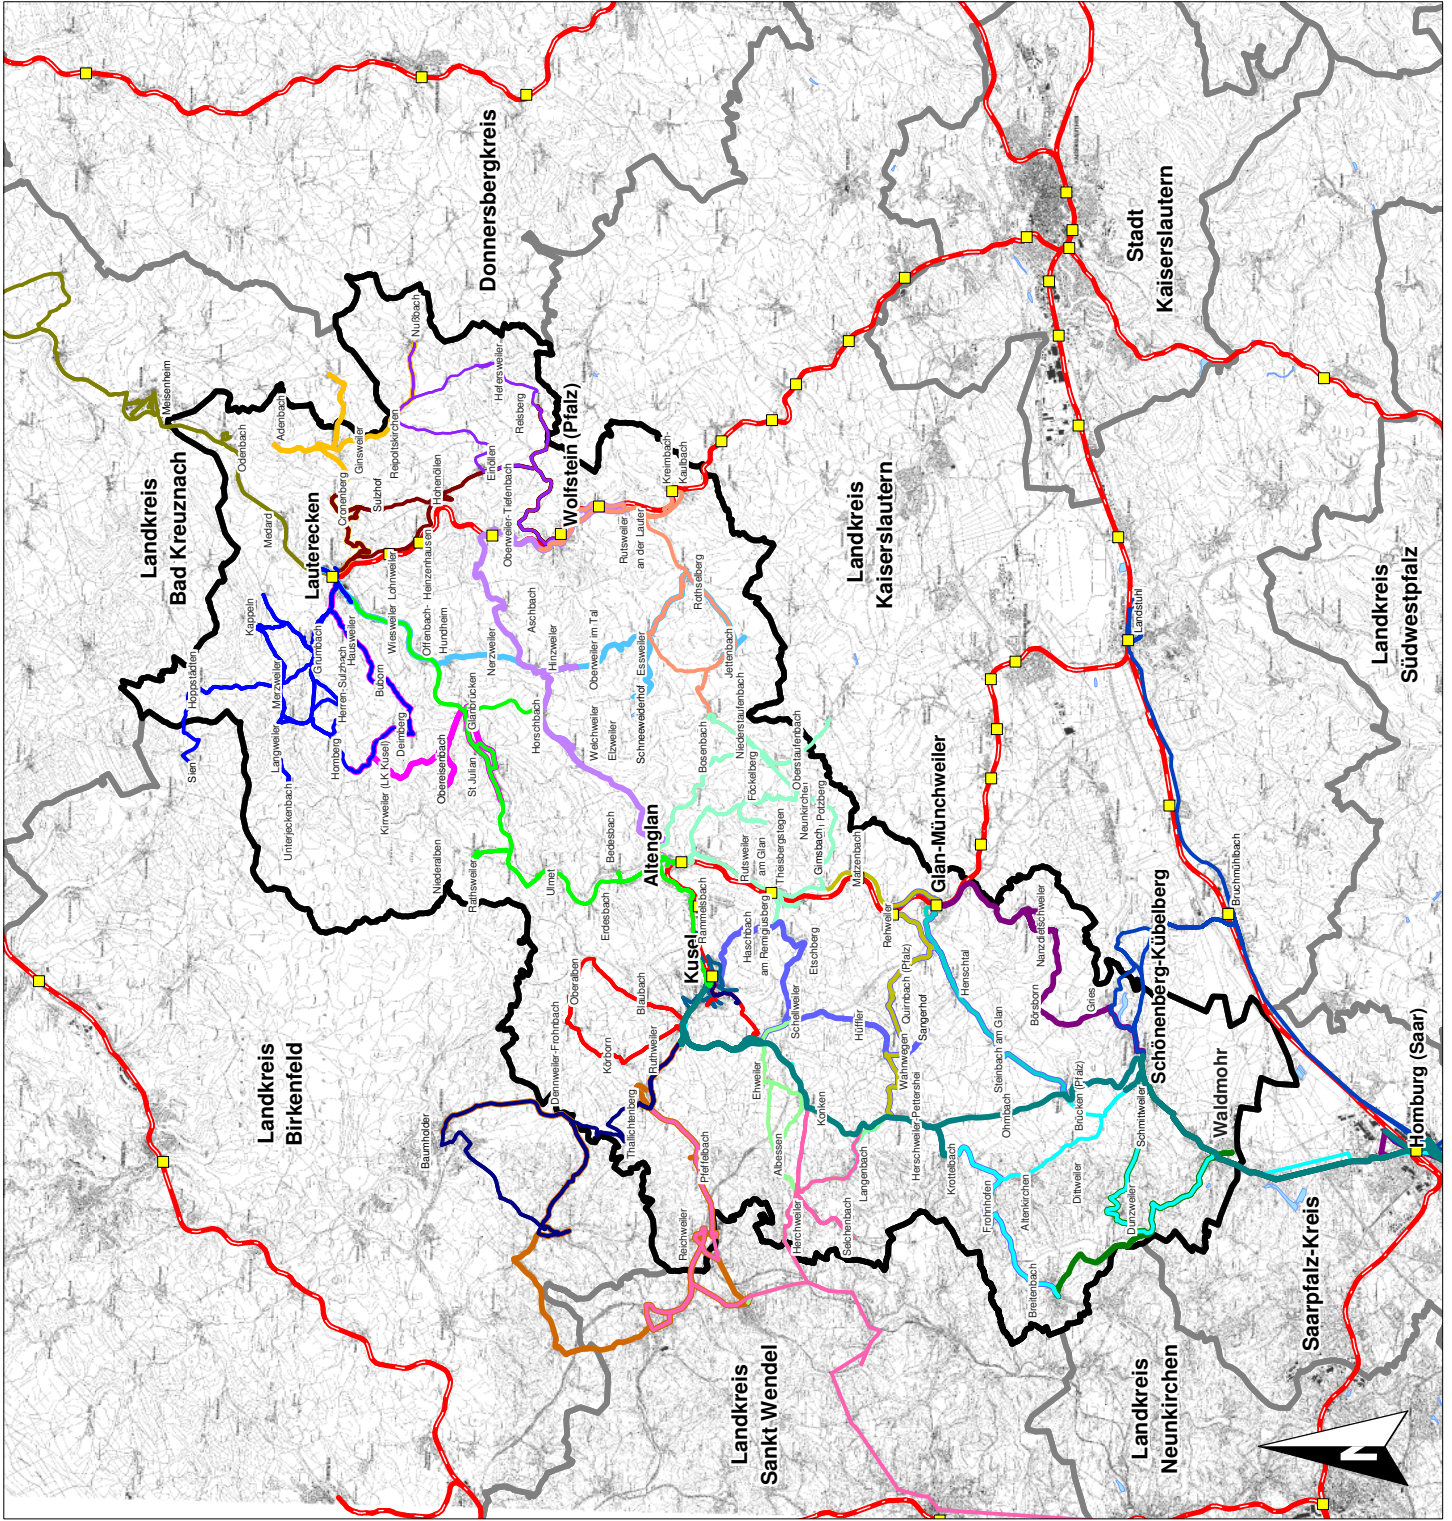 Landkreis
Bad Kreuznach
Donnersbergkreis
Landkreis
Birkenfeld
Landkreis
Kaiserslautern
Stadt
Kaiserslautern
Landkreis
Südwestpfalz
Landkreis
Sankt Wendel
Landkreis
Neunkirchen
Saarpfalz-Kreis
Homburg (Saar)
Lauterecken
Wolfstein (Pfalz)
Altenglan
Kusel
Glan-Münchweiler
Schönenberg-Kübelberg
Waldmohr
Meisenheim
Odenbach
Medard
Adenbach
Ginsweiler
Cronenberg
Sulzhof
Reipoltskirchen
Nußbach
Hefersweiler
Relsberg
Einöllen
Hohenöllen
Oberweiler-Tiefenbach
Heinzenhausen
Lohnweiler
Wiesweiler
Offenbach-
Hundheim
Kappeln
Hoppstädten
Sien
Merzweiler
Langweiler
Unterjeckenbach
Grumbach
Herren-Sulzbach
Hausweiler
Homberg
Buborn
Deimberg
Kirrweiler (LK Kusel)
Glanbrücken
Obereisenbach
St Julian
Niederalben
Rathsweiler
Ulmet
Erdesbach
Bedesbach
Nerzweiler
Aschbach
Hinzweiler
Horschbach
Oberweiler im Tal
Welchweiler
Elzweiler
Eßweiler
Schneeweiderhof
Rutsweiler
an der Lauter
Kreimbach-
Kaulbach
Rothselberg
Jettenbach
Bosenbach
Niederstaufenbach
Föckelberg
Oberstaufenbach
Neunkirchen
Potzberg
Gimsbach
Rutsweiler
am Glan
Theisbergstegen
Matzenbach
Rammelsbach
Haschbach
am Remigiusberg
Etschberg
Rehweiler
Schellweiler
Hüffler
Quirnbach (Pfalz)
Sangerhof
Wahnwegen
Henschtal
Steinbach am Glan
Nanzdietschweiler
Börsborn
Gries
Oberalben
Blaubach
Körborn
Dennweiler-Frohnbach
Ruthweiler
Thallichtenberg
Baumholder
Pfeffelbach
Reichweiler
Ehweiler
Konken
Albessen
Herchweiler
Langenbach
Selchenbach
Herschweiler-Pettersheim
Krottelbach
Ohmbach
Brücken (Pfalz)
Schmittweiler
Dittweiler
Altenkirchen
Frohnhofen
Dunzweiler
Breitenbach
Landstuhl
Bruchmühlbach
N